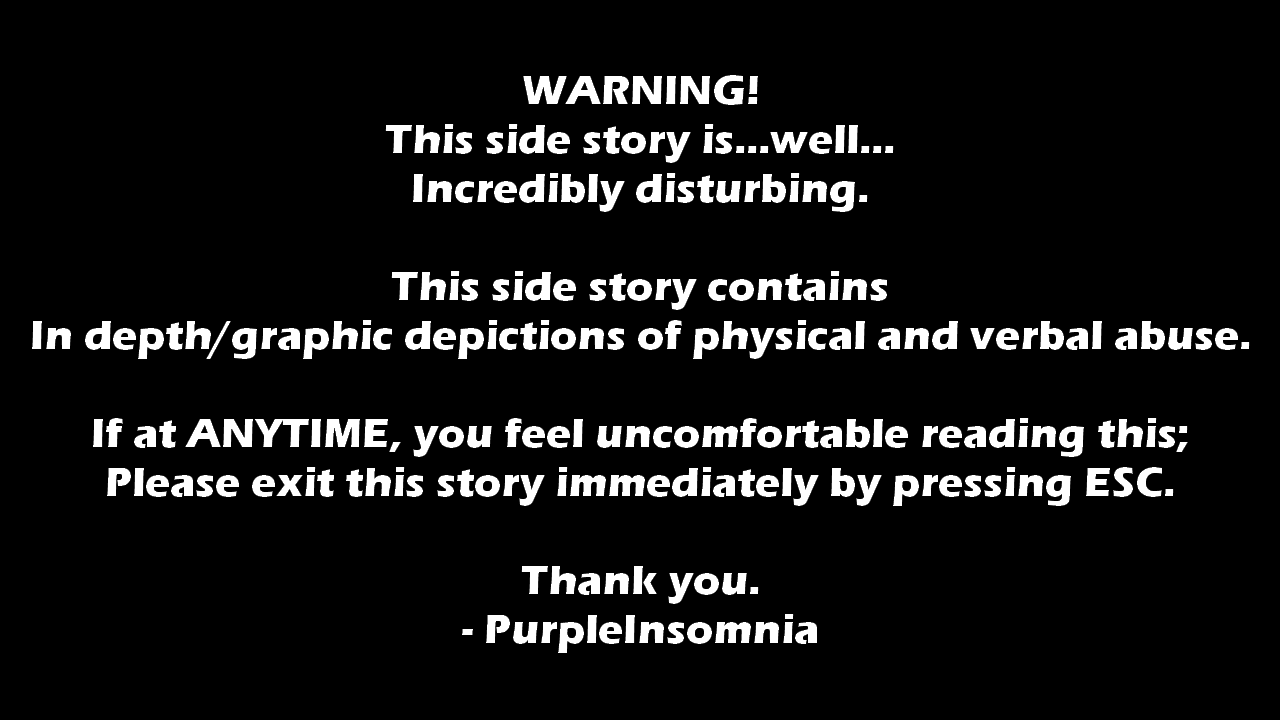 WARNING!
This side story is...well...
Incredibly disturbing.
This side story contains
In depth/graphic depictions of physical and verbal abuse.
If at ANYTIME, you feel uncomfortable reading this;
Please exit this story immediately by pressing ESC.
Thank you.
- PurpleInsomnia